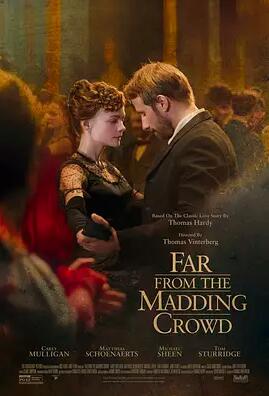 BASED ON THE CLASSIC LOVE STORY BY
THOMAS HARDY
DIRECTED BY
THOMAS VINTERBERG
FAR
FROM THE
MADDING
CROWD
CAREY MULLIGAN
MATTHIAS SCHOENAERTS
MICHAEL SHEEN
TOM STURRIDGE